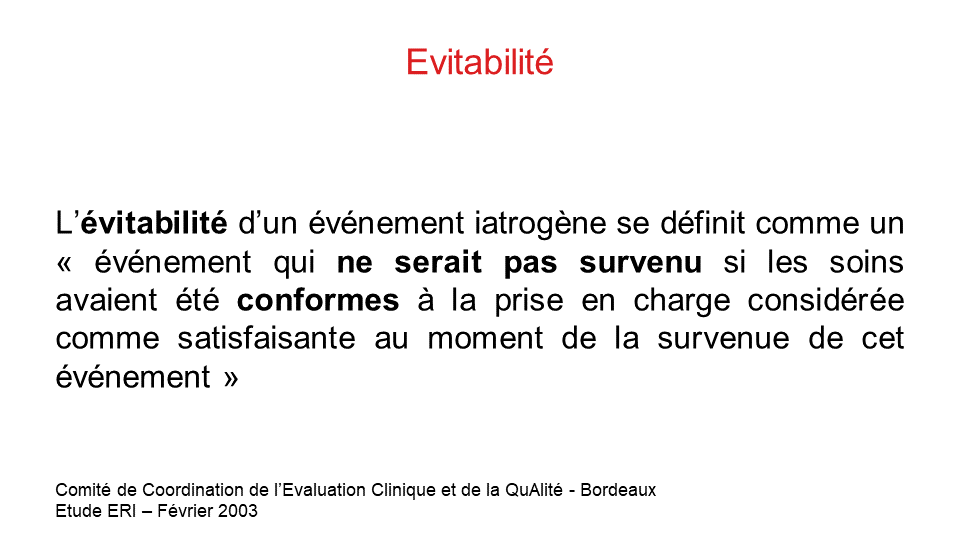 Evitabilité
L’évitabilité d’un événement iatrogène se définit comme un
« événement qui ne serait pas survenu si les soins
avaient été conformes à la prise en charge considérée
comme satisfaisante au moment de la survenue de cet
événement »
Comité de Coordination de l’Evaluation Clinique et de la QuAlité - Bordeaux
Etude ERI – Février 2003